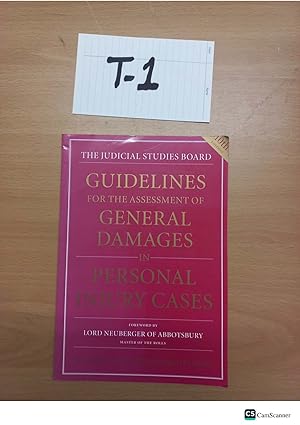 T-1
THE JUDICIAL STUDIES BOARD
GUIDELINES
FOR THE ASSESSMENT OF
GENERAL
DAMAGES
IN
PERSONAL
INJURY CASES
FOREWORD BY
LORD NEUBERGER OF ABBOTSBURY
MASTER OF THE ROLLS
CS CamScanner